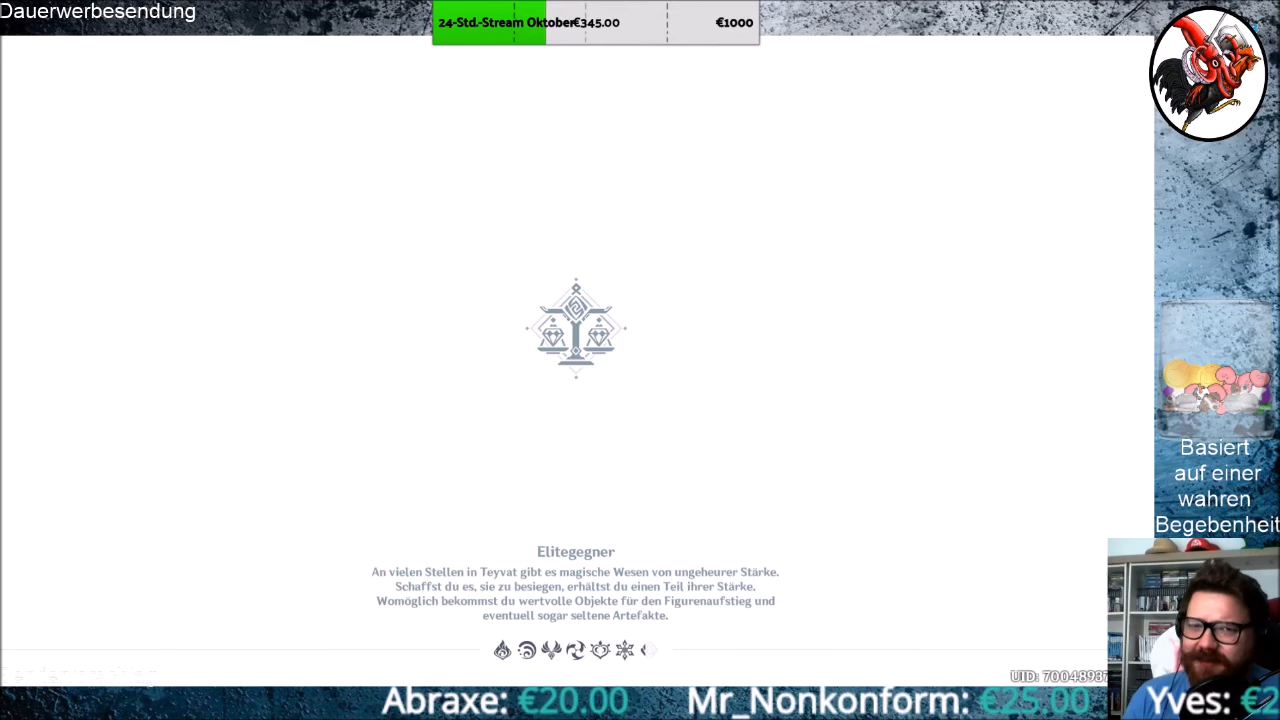 Dauerwerbesendung
24-Std.-Stream Oktober €345.00 €1000
Basiert
auf einer
wahren
Begebenheit
Elitegegner
An vielen Stellen in Teyvat gibt es magische Wesen von ungeheurer Stärke.
Schaffst du es, sie zu besiegen, erhältst du einen Teil ihrer Stärke.
Womöglich bekommst du wertvolle Objekte für den Figurenaufstieg und
eventuell sogar seltene Artefakte.
UID: 7004893
Abraxe: €20.00 Mr_Nonkonform: €25.00 Yves: €2